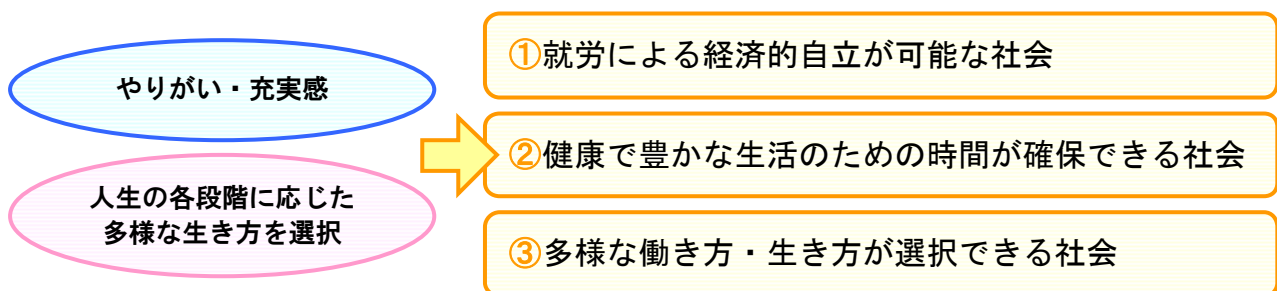 やりがい・充実感
人生の各段階に応じた
多様な生き方を選択
①就労による経済的自立が可能な社会
②健康で豊かな生活のための時間が確保できる社会
③多様な働き方・生き方が選択できる社会